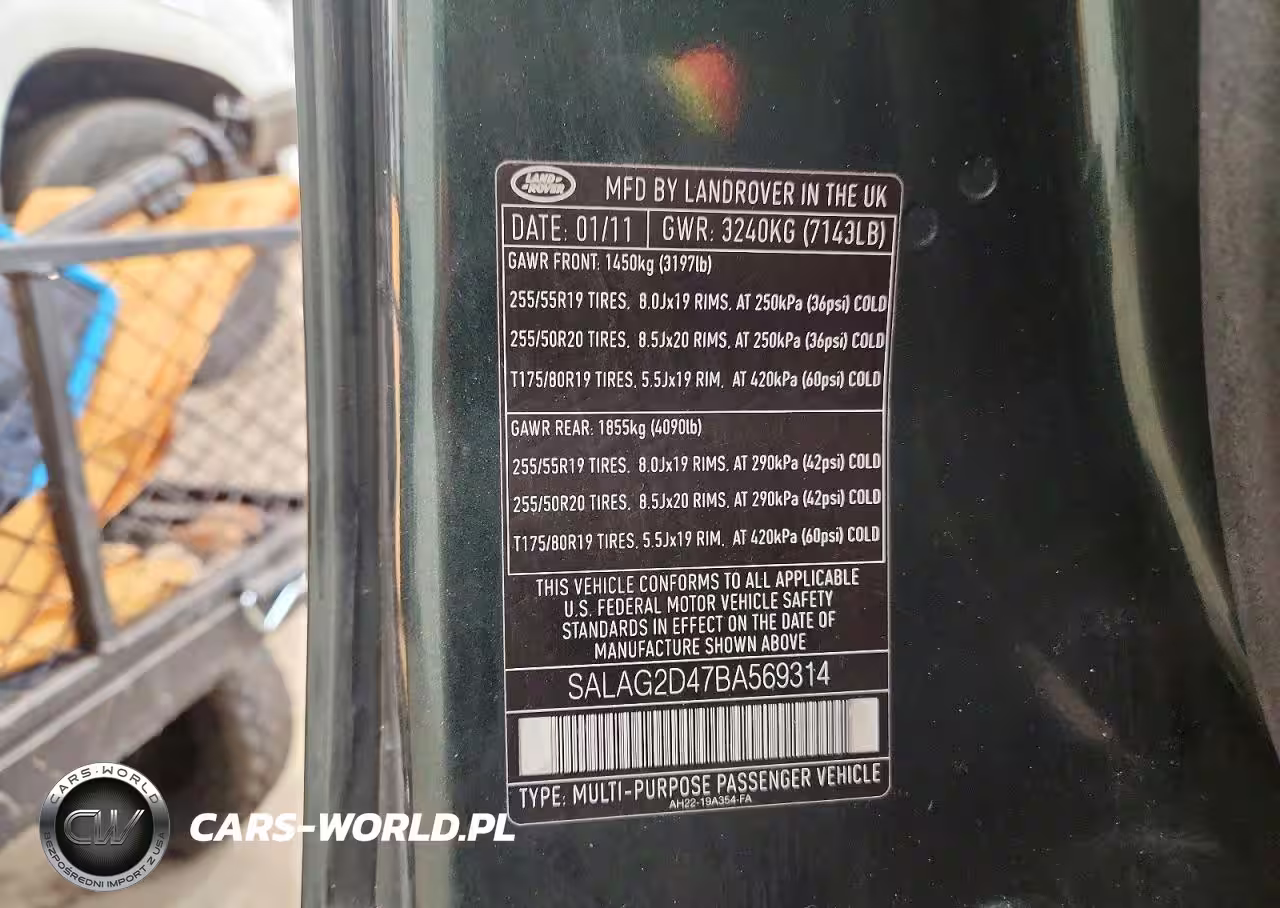 LAND ROVER
MFD BY LANDROVER IN THE UK
DATE: 01/11 GWR: 3240KG (7143LB)
GAWR FRONT: 1450kg (3197lb)
255/55R19 TIRES, 8.0Jx19 RIMS, AT 250kPa (36psi) COLD
255/50R20 TIRES, 8.5Jx20 RIMS, AT 250kPa (36psi) COLD
T175/80R19 TIRES, 5.5Jx19 RIM, AT 420kPa (60psi) COLD
GAWR REAR: 1855kg (4090lb)
255/55R19 TIRES, 8.0Jx19 RIMS, AT 290kPa (42psi) COLD
255/50R20 TIRES, 8.5Jx20 RIMS, AT 290kPa (42psi) COLD
T175/80R19 TIRES, 5.5Jx19 RIM, AT 420kPa (60psi) COLD
THIS VEHICLE CONFORMS TO ALL APPLICABLE
U.S. FEDERAL MOTOR VEHICLE SAFETY
STANDARDS IN EFFECT ON THE DATE OF
MANUFACTURE SHOWN ABOVE
SALAG2D47BA569314
TYPE: MULTI-PURPOSE PASSENGER VEHICLE
AH22-19A354-FA
CARS-WORLD
CW
BEZPOŚREDNI IMPORT Z USA
CARS-WORLD.PL